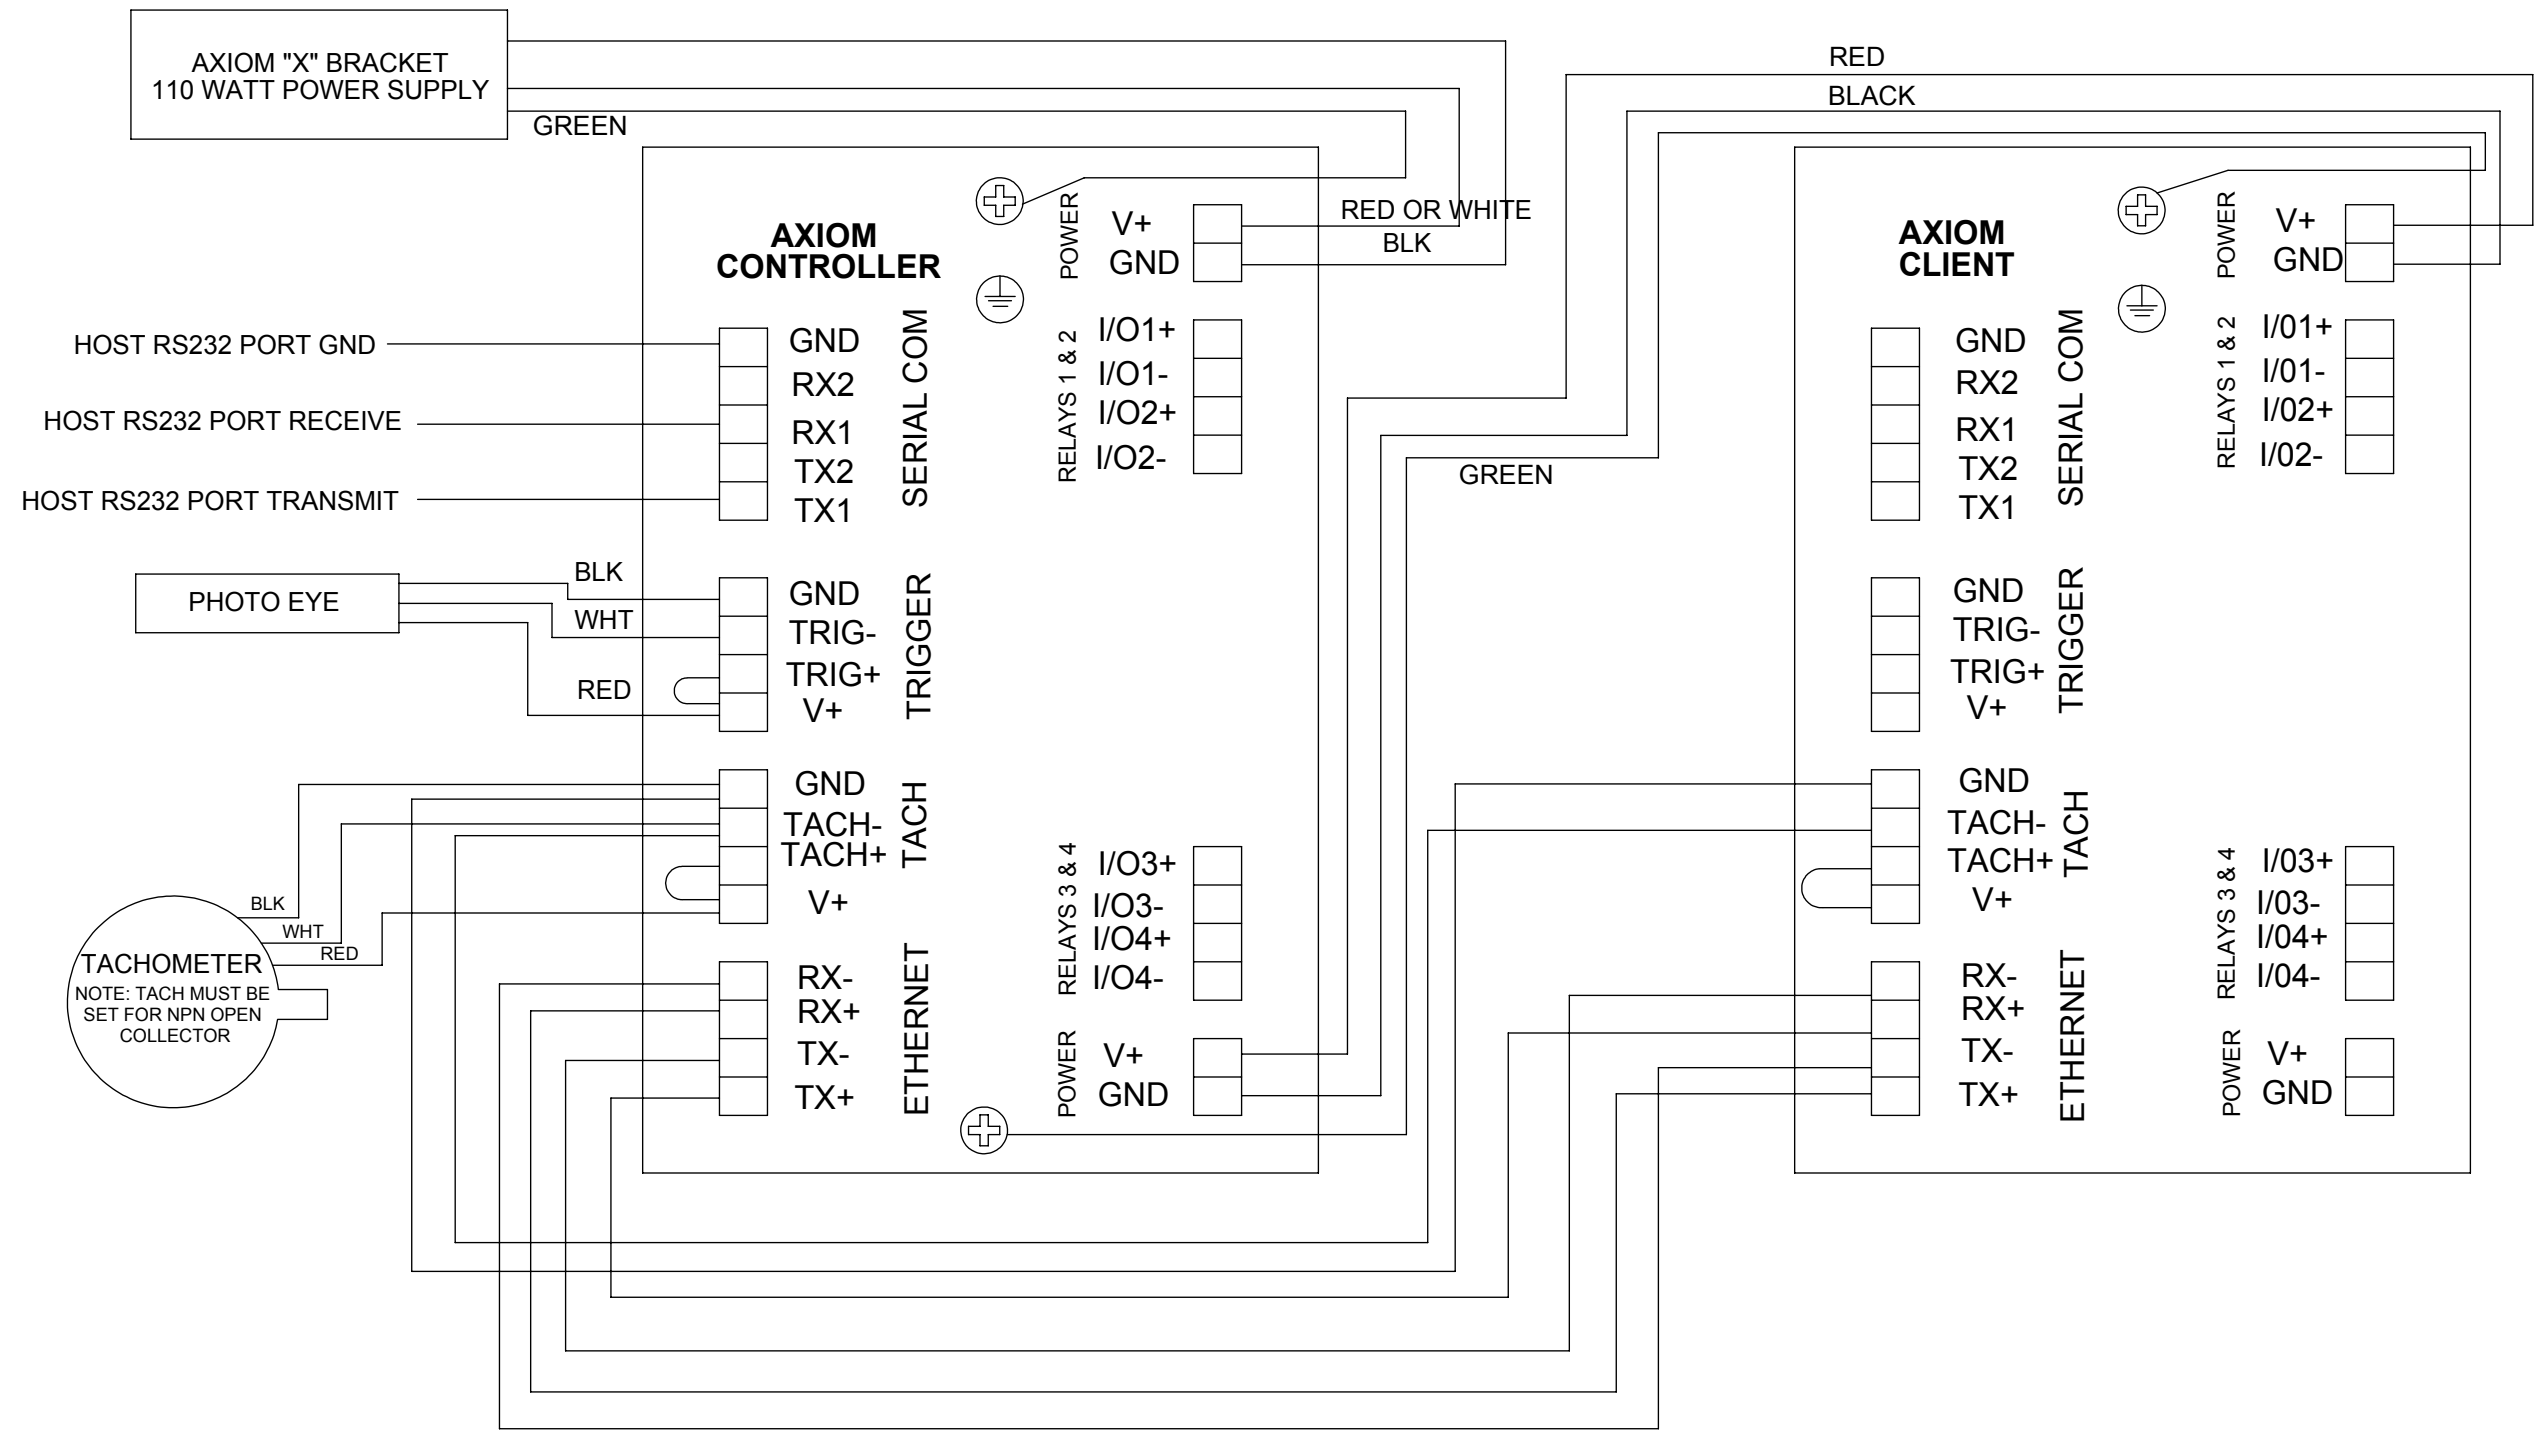 AXIOM "X" BRACKET
110 WATT POWER SUPPLY
GREEN
RED
BLACK
RED OR WHITE
BLK
GREEN
AXIOM
CONTROLLER
POWER
V+
GND
HOST RS232 PORT GND
HOST RS232 PORT RECEIVE
HOST RS232 PORT TRANSMIT
GND
RX2
RX1
TX2
TX1
SERIAL COM
RELAYS 1 & 2
I/O1+
I/O1-
I/O2+
I/O2-
PHOTO EYE
BLK
WHT
RED
GND
TRIG-
TRIG+
V+
TRIGGER
GND
TACH-
TACH+
V+
TACH
BLK
WHT
RED
TACHOMETER
NOTE: TACH MUST BE
SET FOR NPN OPEN
COLLECTOR
RX-
RX+
TX-
TX+
ETHERNET
RELAYS 3 & 4
I/O3+
I/O3-
I/O4+
I/O4-
POWER
V+
GND
AXIOM
CLIENT
POWER
V+
GND
GND
RX2
RX1
TX2
TX1
SERIAL COM
RELAYS 1 & 2
I/01+
I/01-
I/02+
I/02-
GND
TRIG-
TRIG+
V+
TRIGGER
GND
TACH-
TACH+
V+
TACH
RX-
RX+
TX-
TX+
ETHERNET
RELAYS 3 & 4
I/03+
I/03-
I/04+
I/04-
POWER
V+
GND